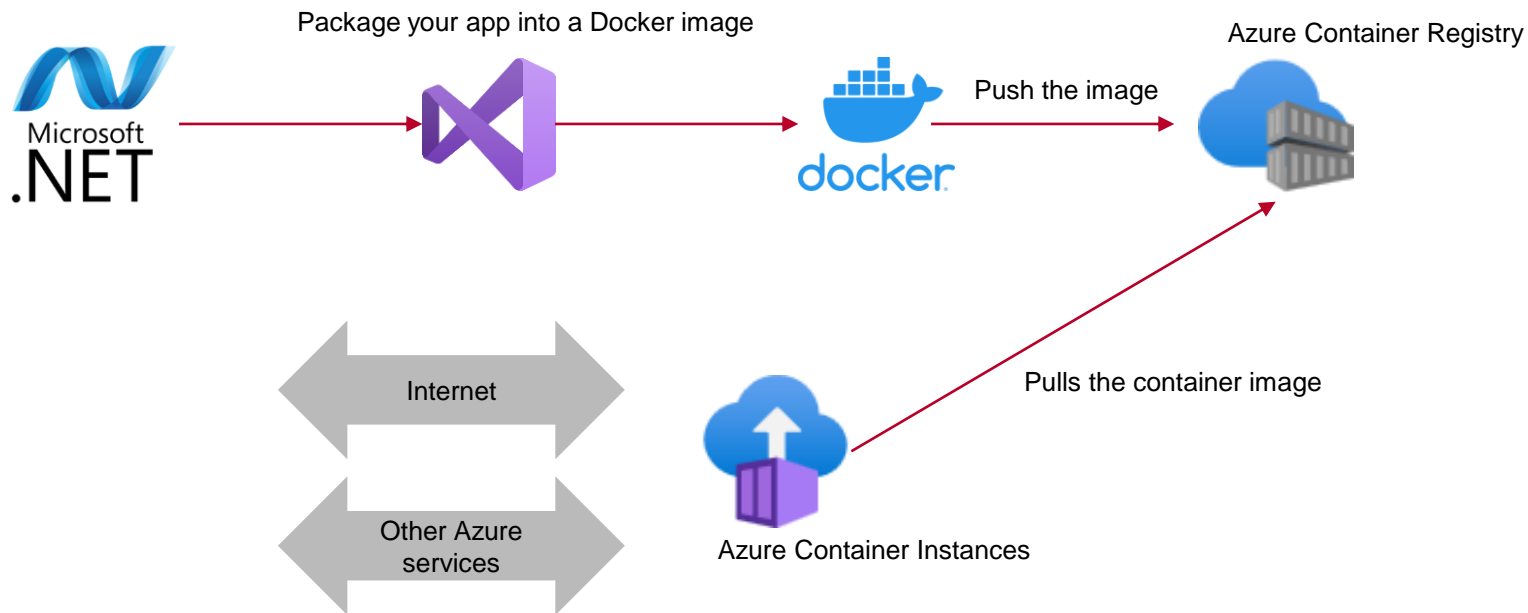 Package your app into a Docker image
Azure Container Registry
Microsoft
.NET
Push the image
docker
Internet
Pulls the container image
Other Azure
services
Azure Container Instances